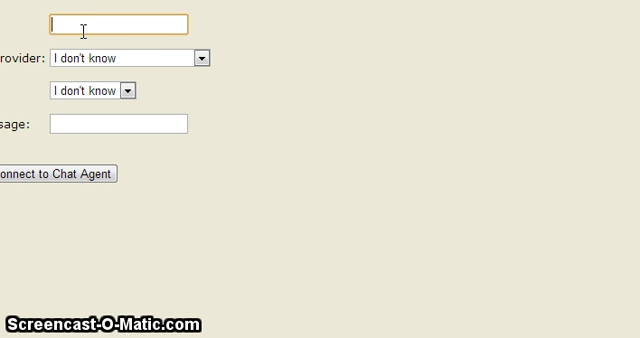 rovider: I don't know
I don't know
sage:
onnect to Chat Agent
Screencast-O-Matic.com